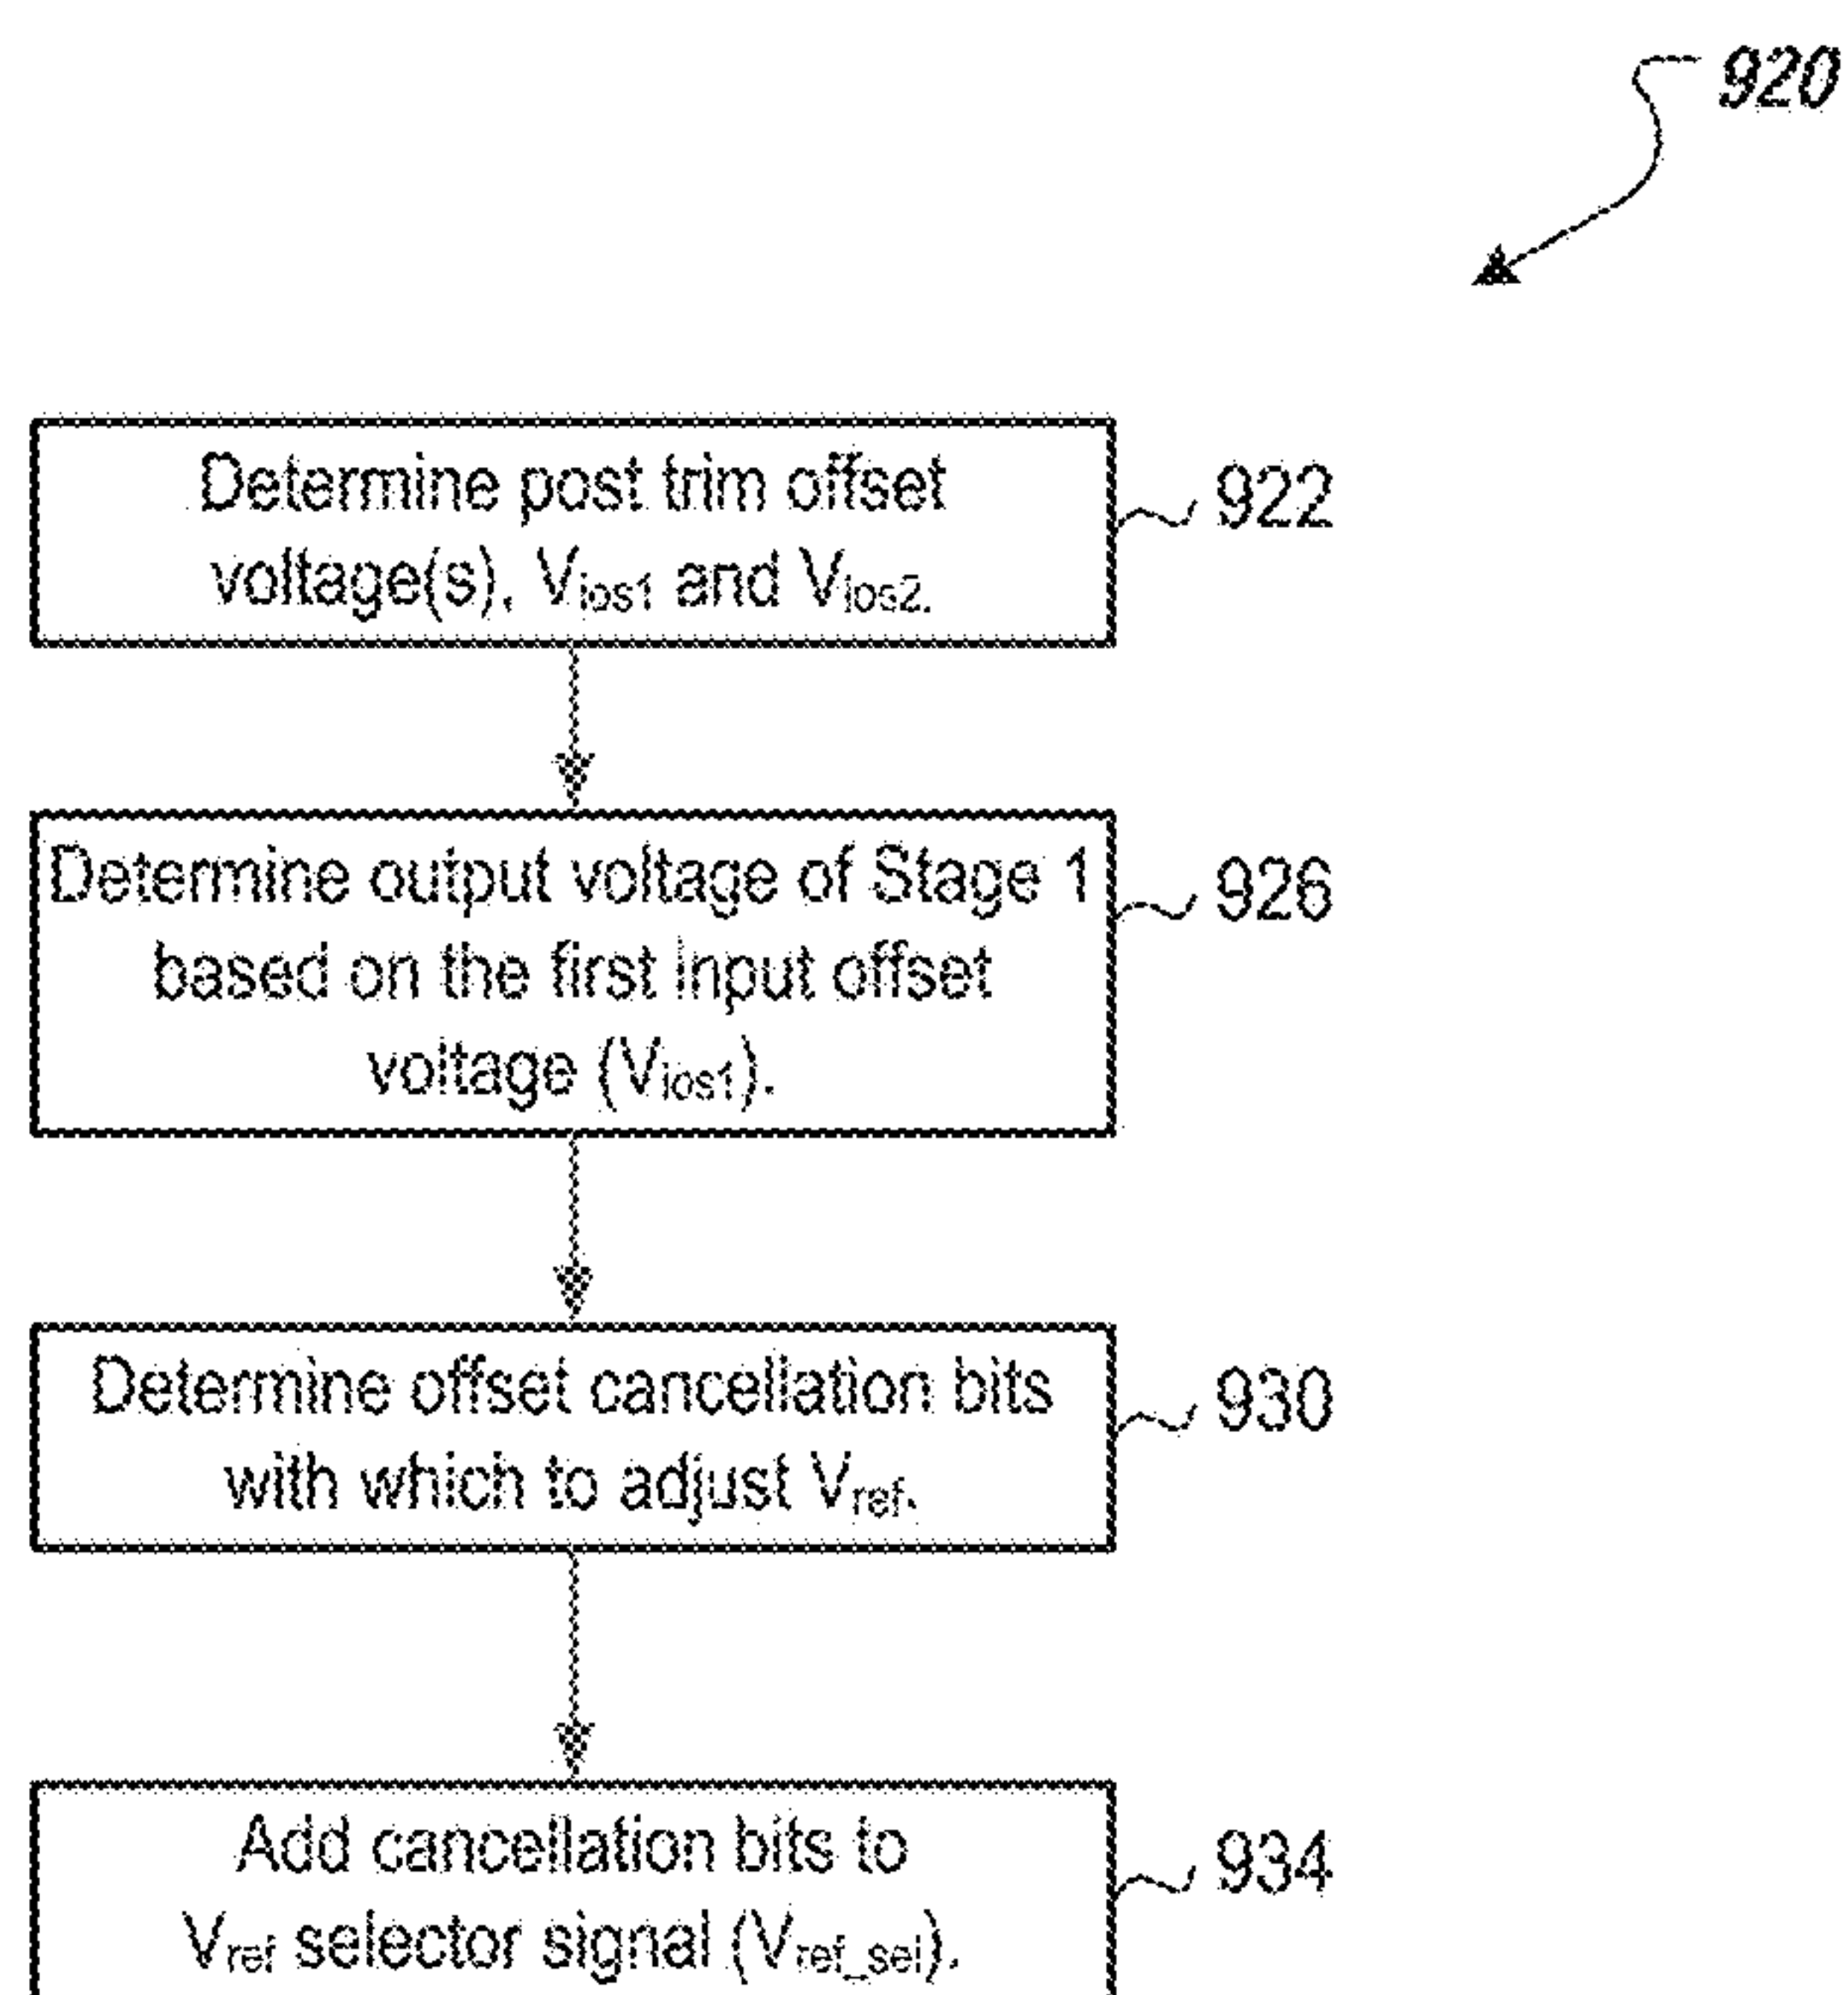 920
Determine post trim offset
voltage(s), Vios1 and Vios2.
922
Determine output voltage of Stage 1
based on the first input offset
voltage (Vios1).
926
Determine offset cancellation bits
with which to adjust Vref.
930
Add cancellation bits to
Vref selector signal (Vref_sel).
934